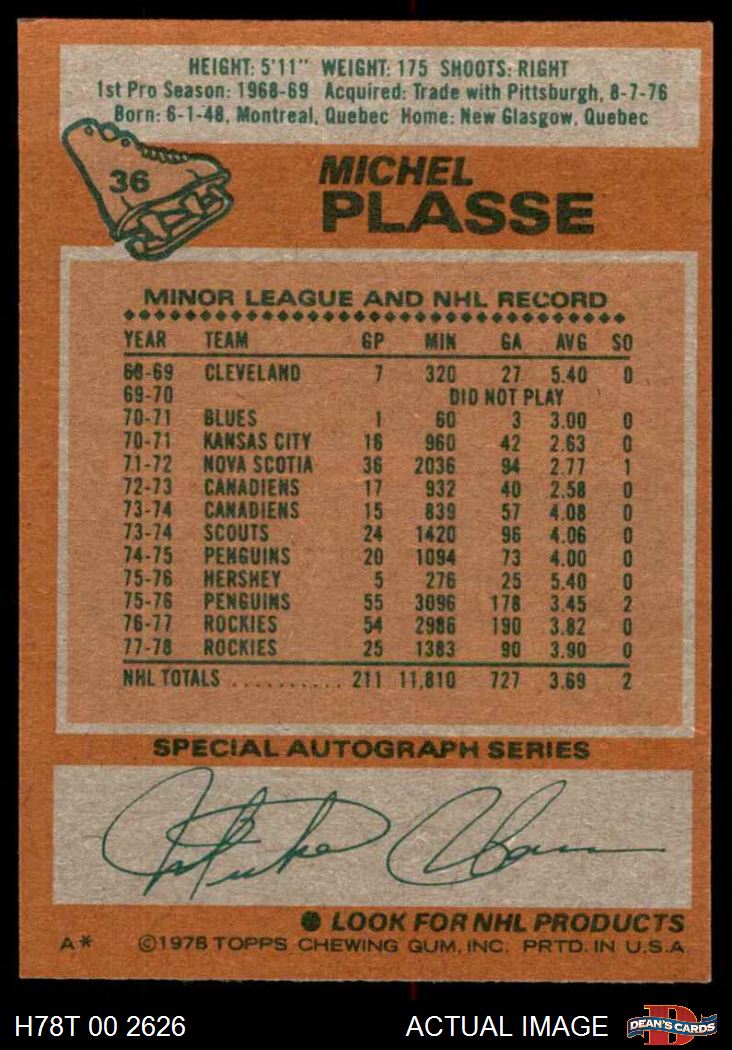 HEIGHT: 5'11" WEIGHT: 175 SHOOTS: RIGHT
1st Pro Season: 1968-69 Acquired: Trade with Pittsburgh, 8-7-76
Born: 6-1-48, Montreal, Quebec Home: New Glasgow, Quebec
36
MICHEL
PLASSE
MINOR LEAGUE AND NHL RECORD
YEAR TEAM GP MIN GA AVG SO
68-69 CLEVELAND 7 320 27 5.40 0
69-70 DID NOT PLAY
70-71 BLUES 1 60 3 3.00 0
70-71 KANSAS CITY 16 960 42 2.63 0
71-72 NOVA SCOTIA 36 2036 94 2.77 1
72-73 CANADIENS 17 932 40 2.58 0
73-74 CANADIENS 15 839 57 4.08 0
73-74 SCOUTS 24 1420 96 4.06 0
74-75 PENGUINS 20 1094 73 4.00 0
75-76 HERSHEY 5 276 25 5.40 0
75-76 PENGUINS 55 3096 178 3.45 2
76-77 ROCKIES 54 2986 190 3.82 0
77-78 ROCKIES 25 1383 90 3.90 0
NHL TOTALS .......... 211 11,810 727 3.69 2
SPECIAL AUTOGRAPH SERIES
● LOOK FOR NHL PRODUCTS
A* ©1978 TOPPS CHEWING GUM, INC. PRTD. IN U.S.A.
H78T 00 2626 ACTUAL IMAGE DEAN'S CARDS